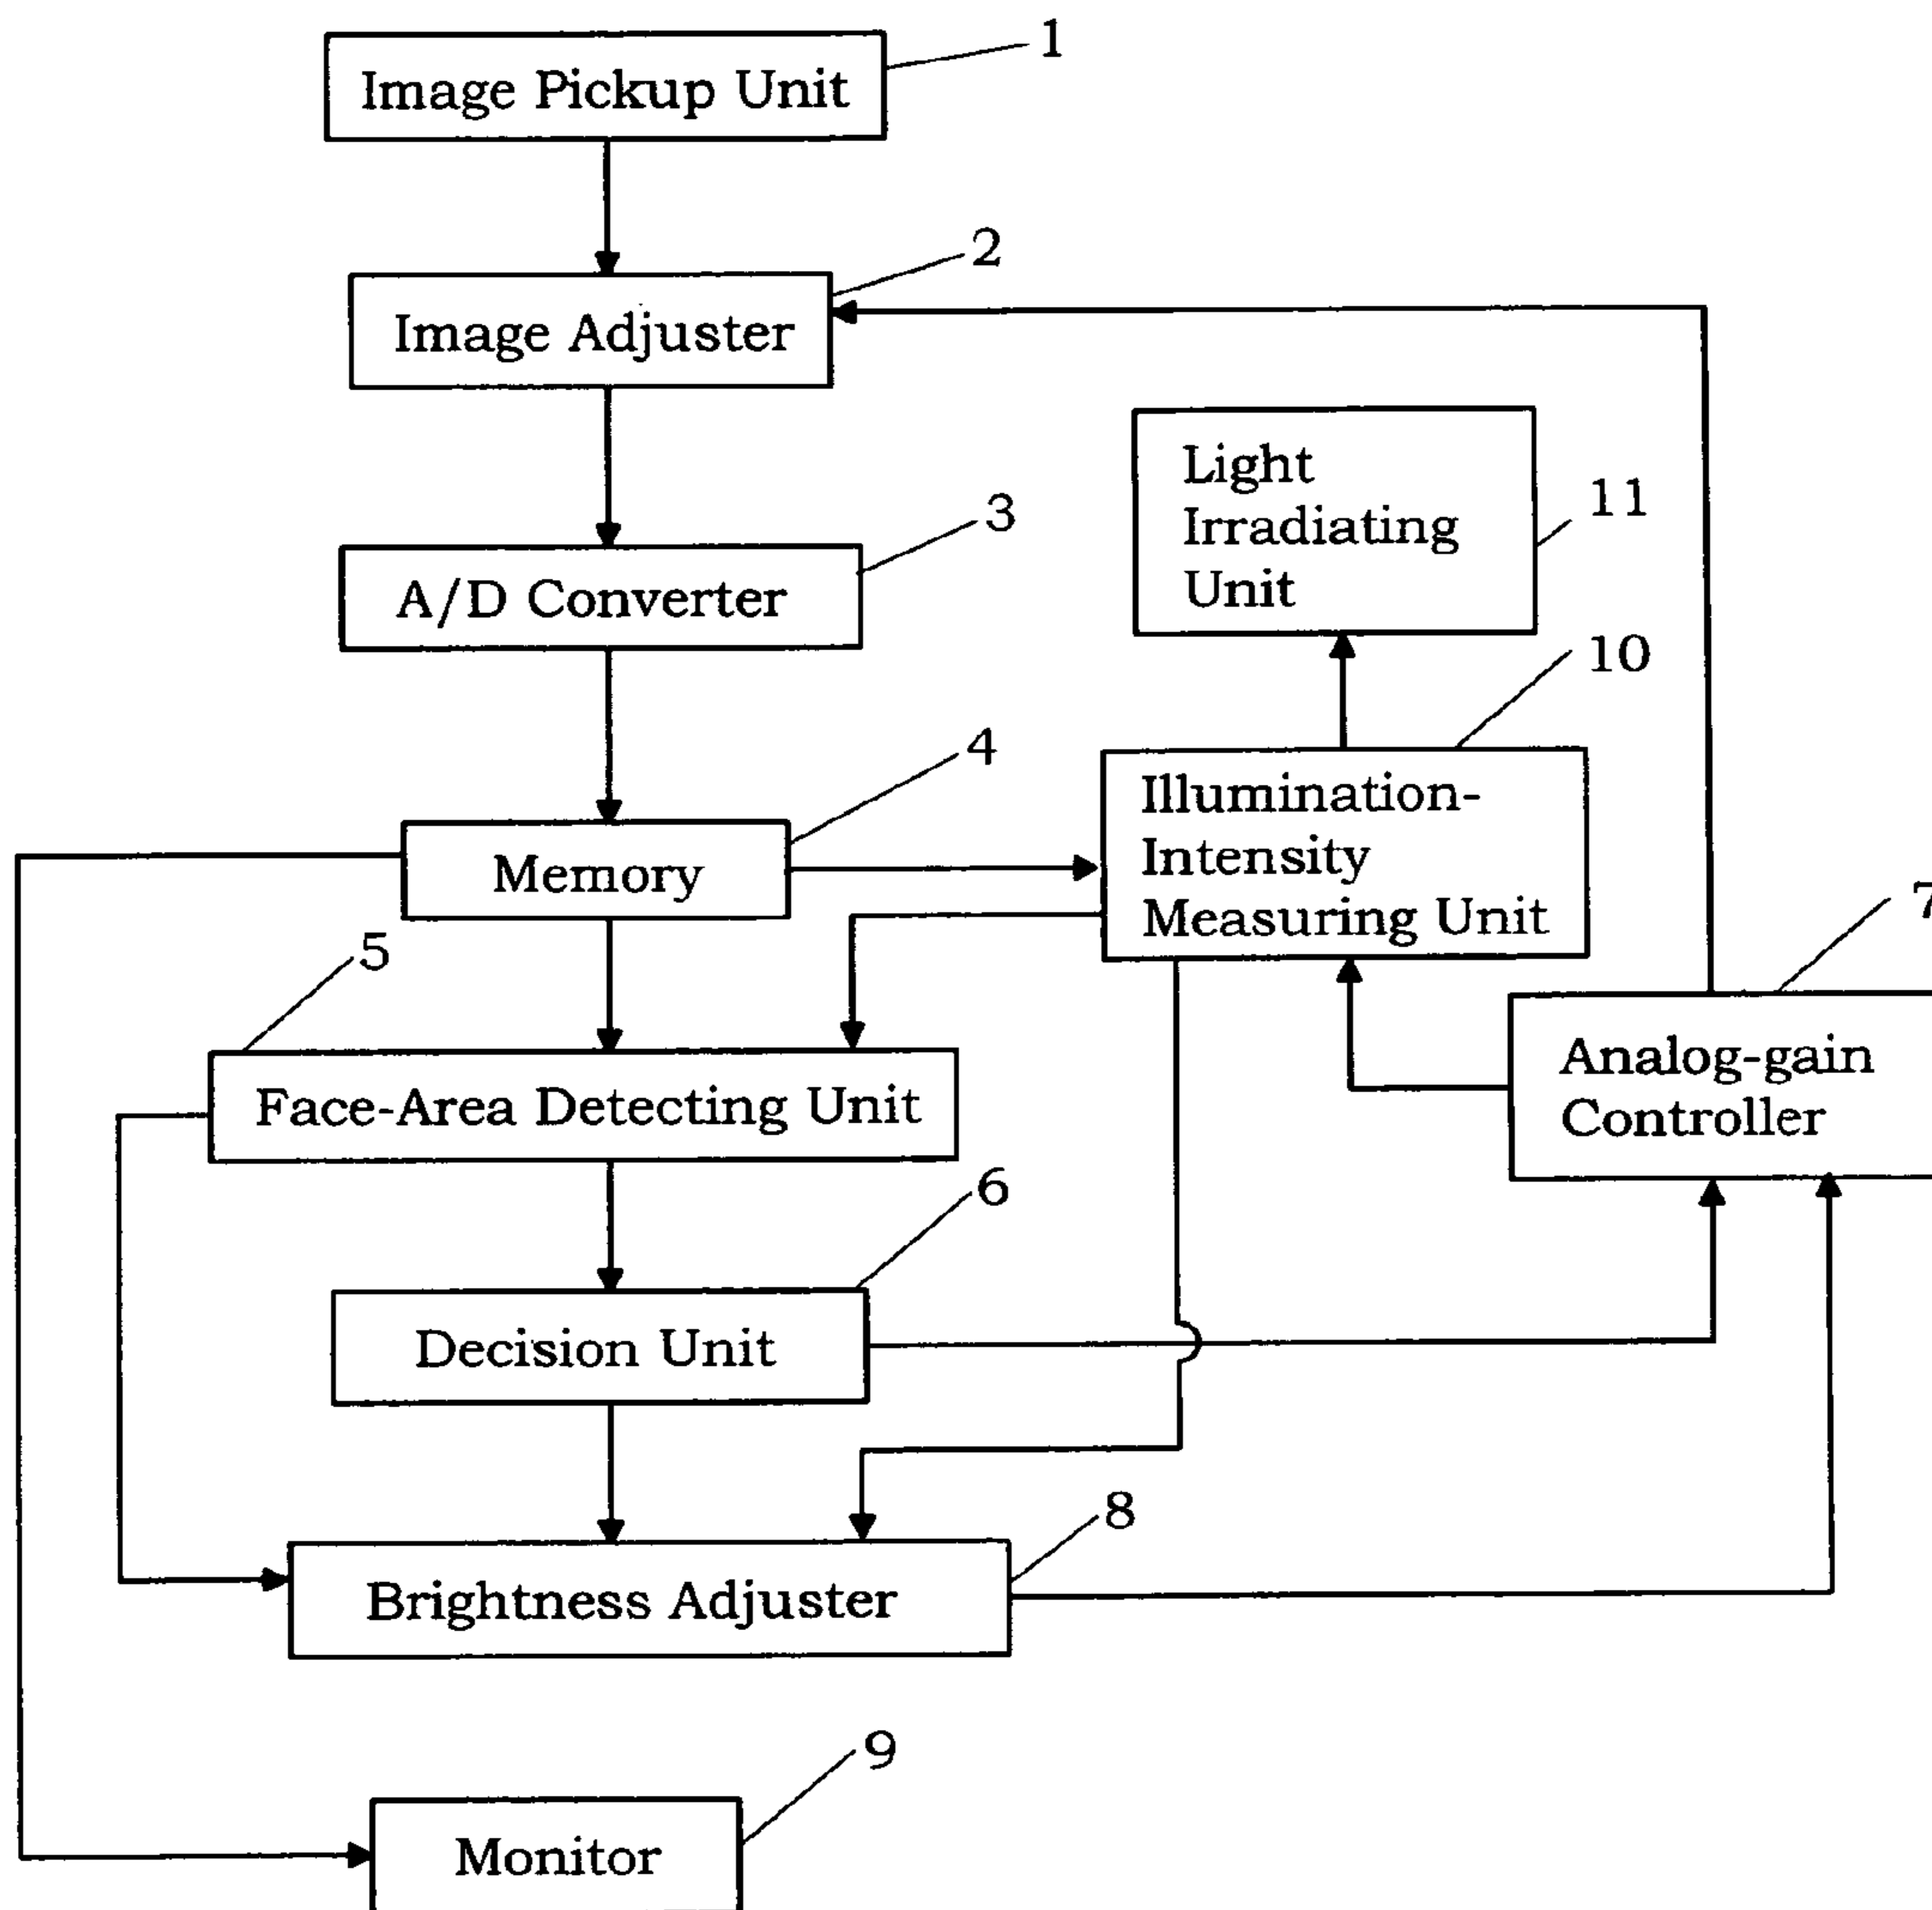 1
Image Pickup Unit
2
Image Adjuster
Light
Irradiating
Unit
11
3
A/D Converter
10
4
Illumination-
Intensity
Measuring Unit
Memory
7
5
Analog-gain
Controller
Face-Area Detecting Unit
6
Decision Unit
8
Brightness Adjuster
9
Monitor